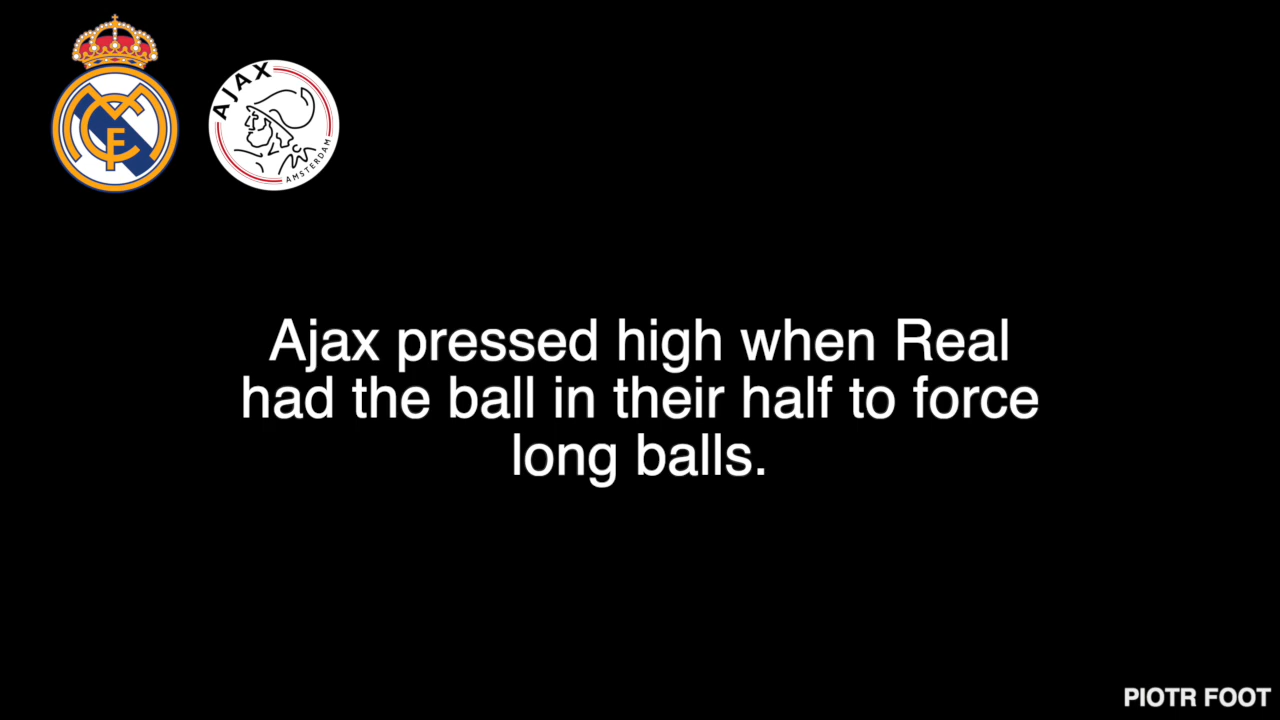 AJAX
AMSTERDAM
Ajax pressed high when Real
had the ball in their half to force
long balls.
PIOTR FOOT